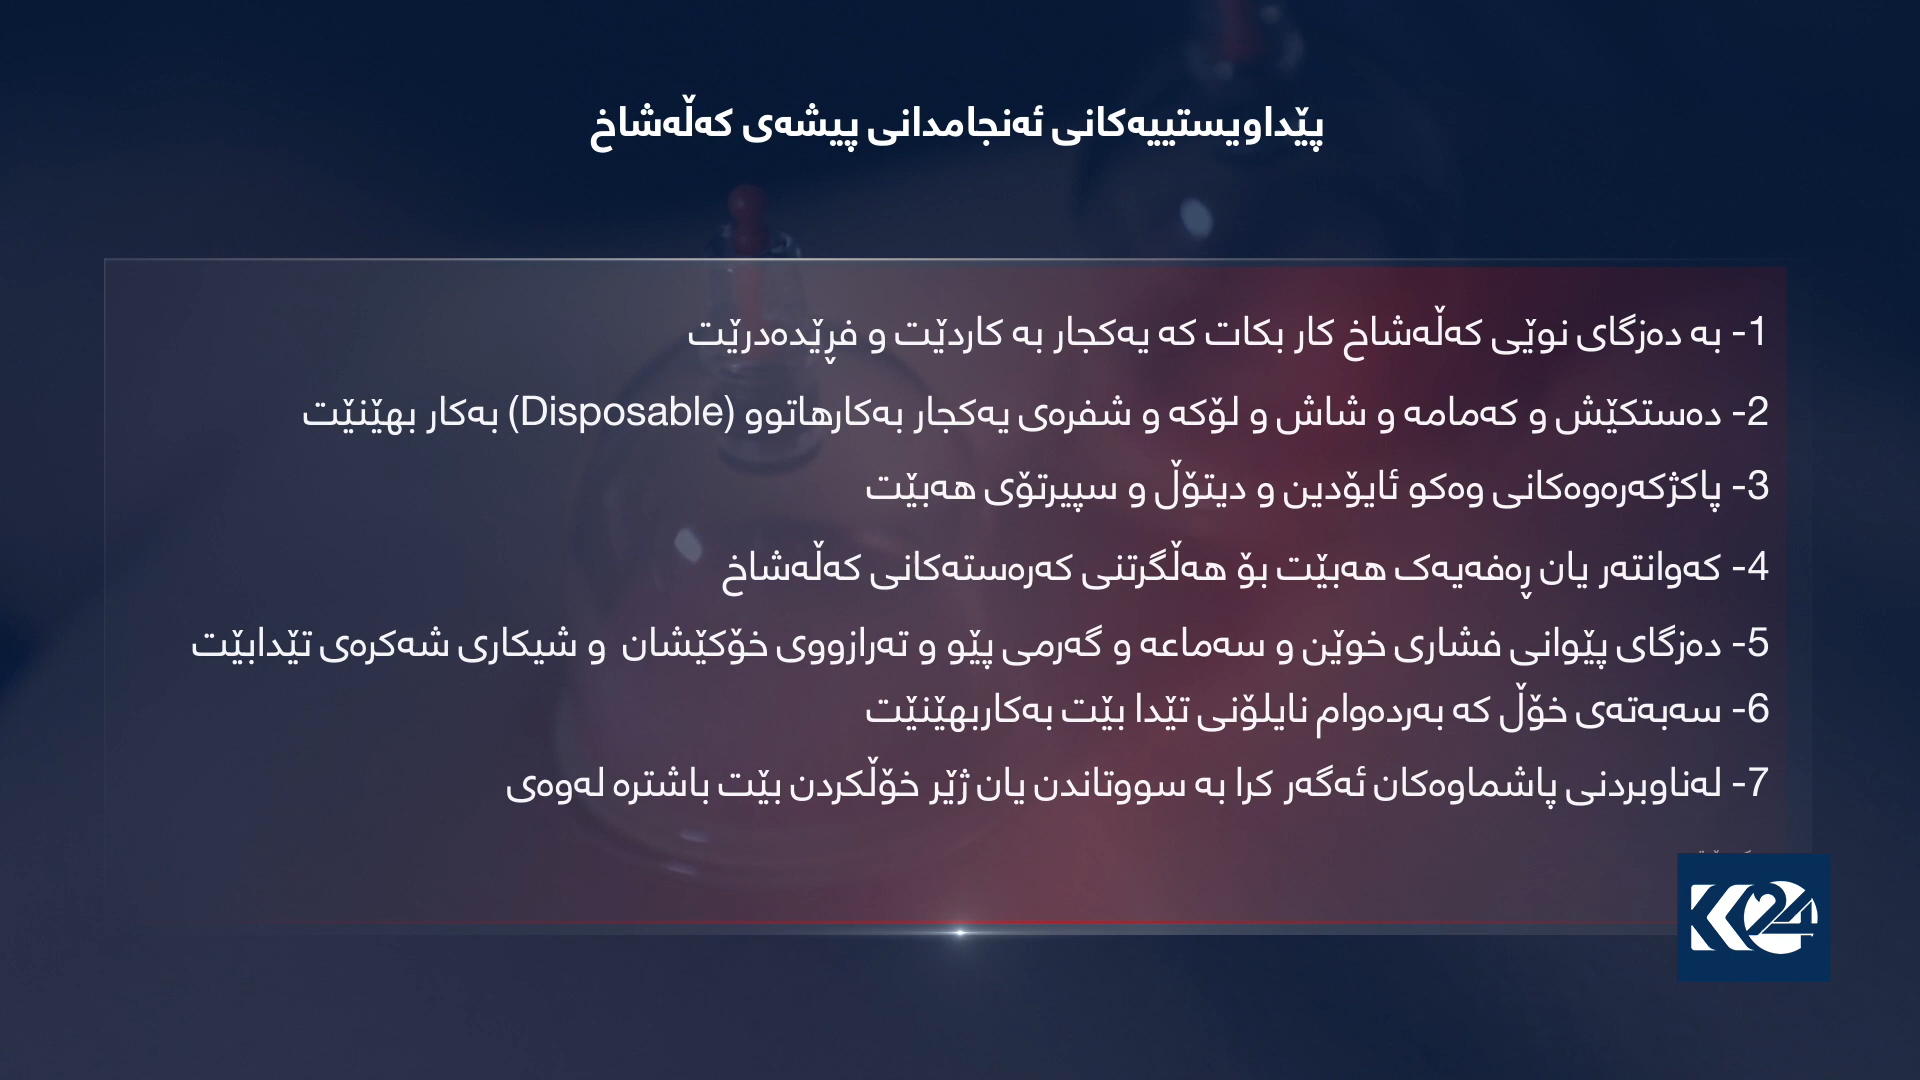 پێداویستییەکانی ئەنجامدانی پیشەی کەڵەشاخ
1- بە دەزگای نوێی کەڵەشاخ کار بکات کە یەکجار بە کاردێت و فڕێدەدرێت
2- دەستکێش و کەمامە و شاش و لۆکە و شفرەی یەکجار بەکارهاتوو (Disposable) بەکار بهێنێت
3- پاکژکەرەوەکانی وەکو ئایۆدین و دیتۆڵ و سپیرتۆی هەبێت
4- کەوانتەر یان ڕەفەیەک هەبێت بۆ هەڵگرتنی کەرەستەکانی کەڵەشاخ
5- دەزگای پێوانی فشاری خوێن و سەماعە و گەرمی پێو و تەرازووی خۆکێشان و شیکاری شەکرەی تێدابێت
6- سەبەتەی خۆڵ کە بەردەوام نایلۆنی تێدا بێت بەکاربهێنێت
7- لەناوبردنی پاشماوەکان ئەگەر کرا بە سووتاندن یان ژێر خۆڵکردن بێت باشترە لەوەی
K24